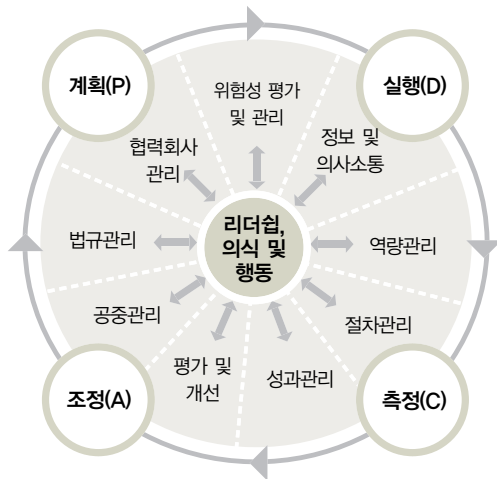 계획(P)
실행(D)
위험성 평가
및 관리
정보 및
의사소통
협력회사
관리
리더쉽,
의식 및
행동
법규관리
역량관리
공중관리
절차관리
평가 및
개선
성과관리
조정(A)
측정(C)